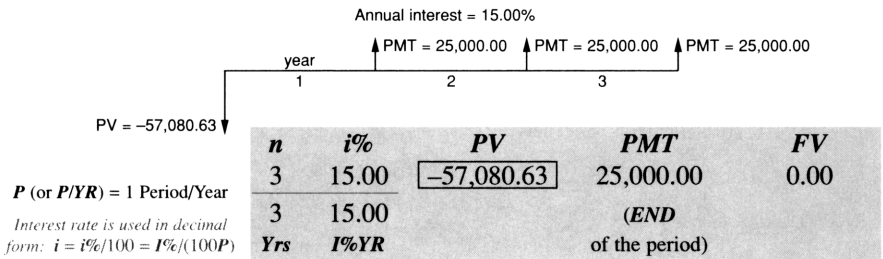 Annual interest = 15.00%
PMT = 25,000.00 PMT = 25,000.00 PMT = 25,000.00
year
1 2 3
PV = –57,080.63
n i% PV PMT FV
3 15.00 –57,080.63 25,000.00 0.00
P (or P/YR) = 1 Period/Year
3 15.00 (END
Interest rate is used in decimal
form: i = i%/100 = I%/(100P) Yrs I%YR of the period)